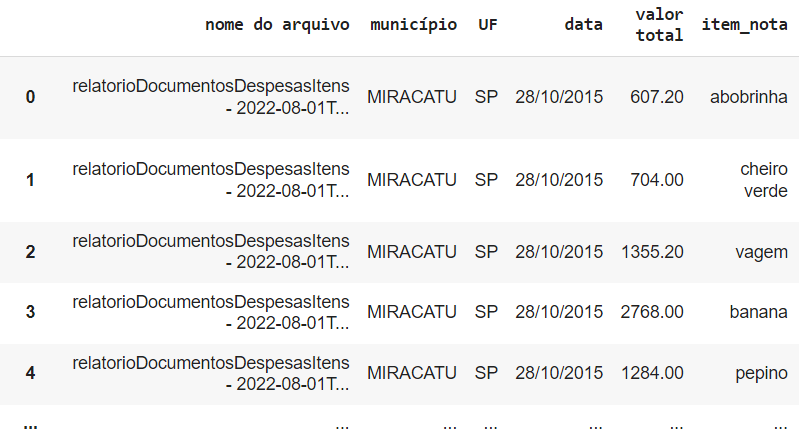 nome do arquivo município UF data valor total item_nota
0 relatorioDocumentosDespesasItens - 2022-08-01T... MIRACATU SP 28/10/2015 607.20 abobrinha
1 relatorioDocumentosDespesasItens - 2022-08-01T... MIRACATU SP 28/10/2015 704.00 cheiro verde
2 relatorioDocumentosDespesasItens - 2022-08-01T... MIRACATU SP 28/10/2015 1355.20 vagem
3 relatorioDocumentosDespesasItens - 2022-08-01T... MIRACATU SP 28/10/2015 2768.00 banana
4 relatorioDocumentosDespesasItens - 2022-08-01T... MIRACATU SP 28/10/2015 1284.00 pepino
... ... ... ... ... ... ...